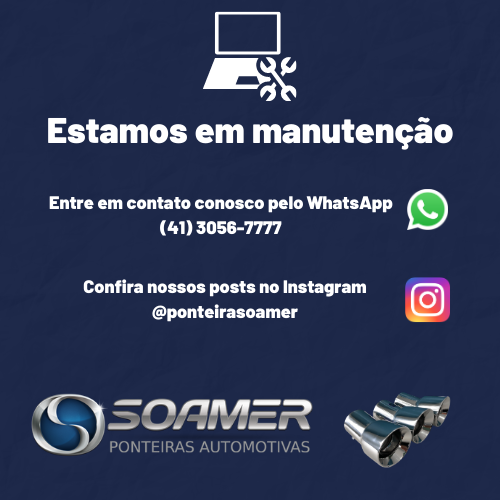 Estamos em manutenção
Entre em contato conosco pelo WhatsApp
(41) 3056-7777
Confira nossos posts no Instagram
@ponteirasoamer
SOAMER
PONTEIRAS AUTOMOTIVAS